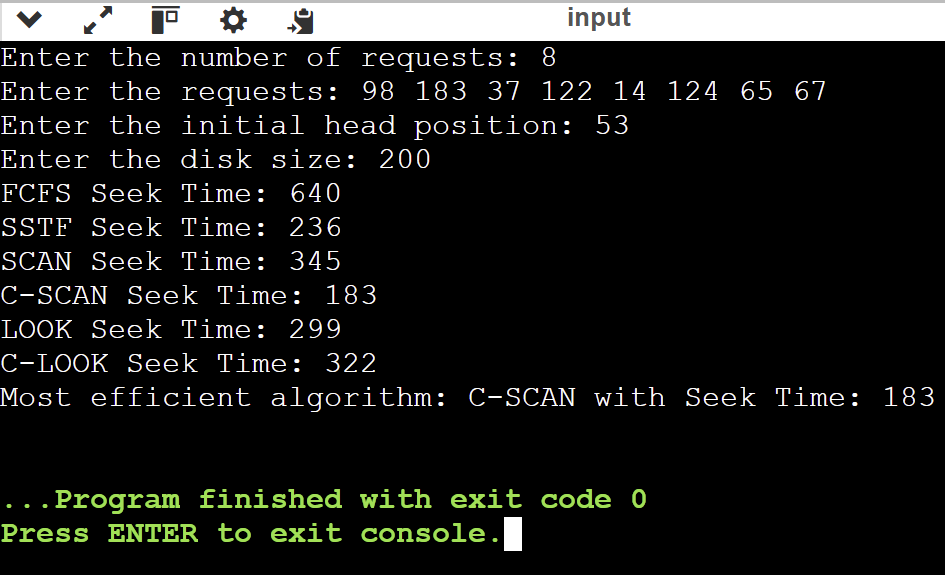 input
Enter the number of requests: 8
Enter the requests: 98 183 37 122 14 124 65 67
Enter the initial head position: 53
Enter the disk size: 200
FCFS Seek Time: 640
SSTF Seek Time: 236
SCAN Seek Time: 345
C-SCAN Seek Time: 183
LOOK Seek Time: 299
C-LOOK Seek Time: 322
Most efficient algorithm: C-SCAN with Seek Time: 183
...Program finished with exit code 0
Press ENTER to exit console.